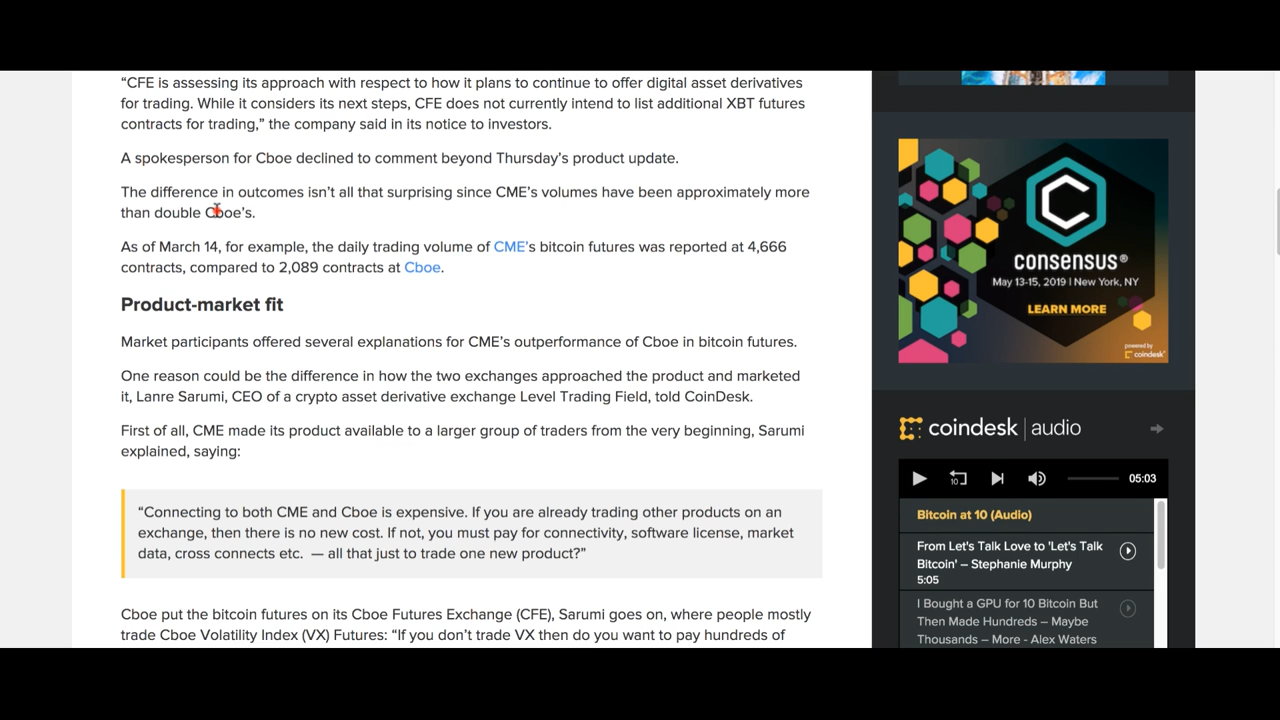 “CFE is assessing its approach with respect to how it plans to continue to offer digital asset derivatives
for trading. While it considers its next steps, CFE does not currently intend to list additional XBT futures
contracts for trading,” the company said in its notice to investors.
A spokesperson for Cboe declined to comment beyond Thursday’s product update.
The difference in outcomes isn’t all that surprising since CME’s volumes have been approximately more
than double Cboe’s.
As of March 14, for example, the daily trading volume of CME’s bitcoin futures was reported at 4,666
contracts, compared to 2,089 contracts at Cboe.
Product-market fit
Market participants offered several explanations for CME’s outperformance of Cboe in bitcoin futures.
One reason could be the difference in how the two exchanges approached the product and marketed
it, Lanre Sarumi, CEO of a crypto asset derivative exchange Level Trading Field, told CoinDesk.
First of all, CME made its product available to a larger group of traders from the very beginning, Sarumi
explained, saying:
“Connecting to both CME and Cboe is expensive. If you are already trading other products on an
exchange, then there is no new cost. If not, you must pay for connectivity, software license, market
data, cross connects etc. — all that just to trade one new product?”
Cboe put the bitcoin futures on its Cboe Futures Exchange (CFE), Sarumi goes on, where people mostly
trade Cboe Volatility Index (VX) Futures: “If you don’t trade VX then do you want to pay hundreds of
consensus®
May 13-15, 2019 | New York, NY
LEARN MORE
powered by
coindesk
coindesk | audio
10
05:03
Bitcoin at 10 (Audio)
From Let's Talk Love to 'Let's Talk
Bitcoin' – Stephanie Murphy
5:05
I Bought a GPU for 10 Bitcoin But
Then Made Hundreds – Maybe
Thousands – More - Alex Waters